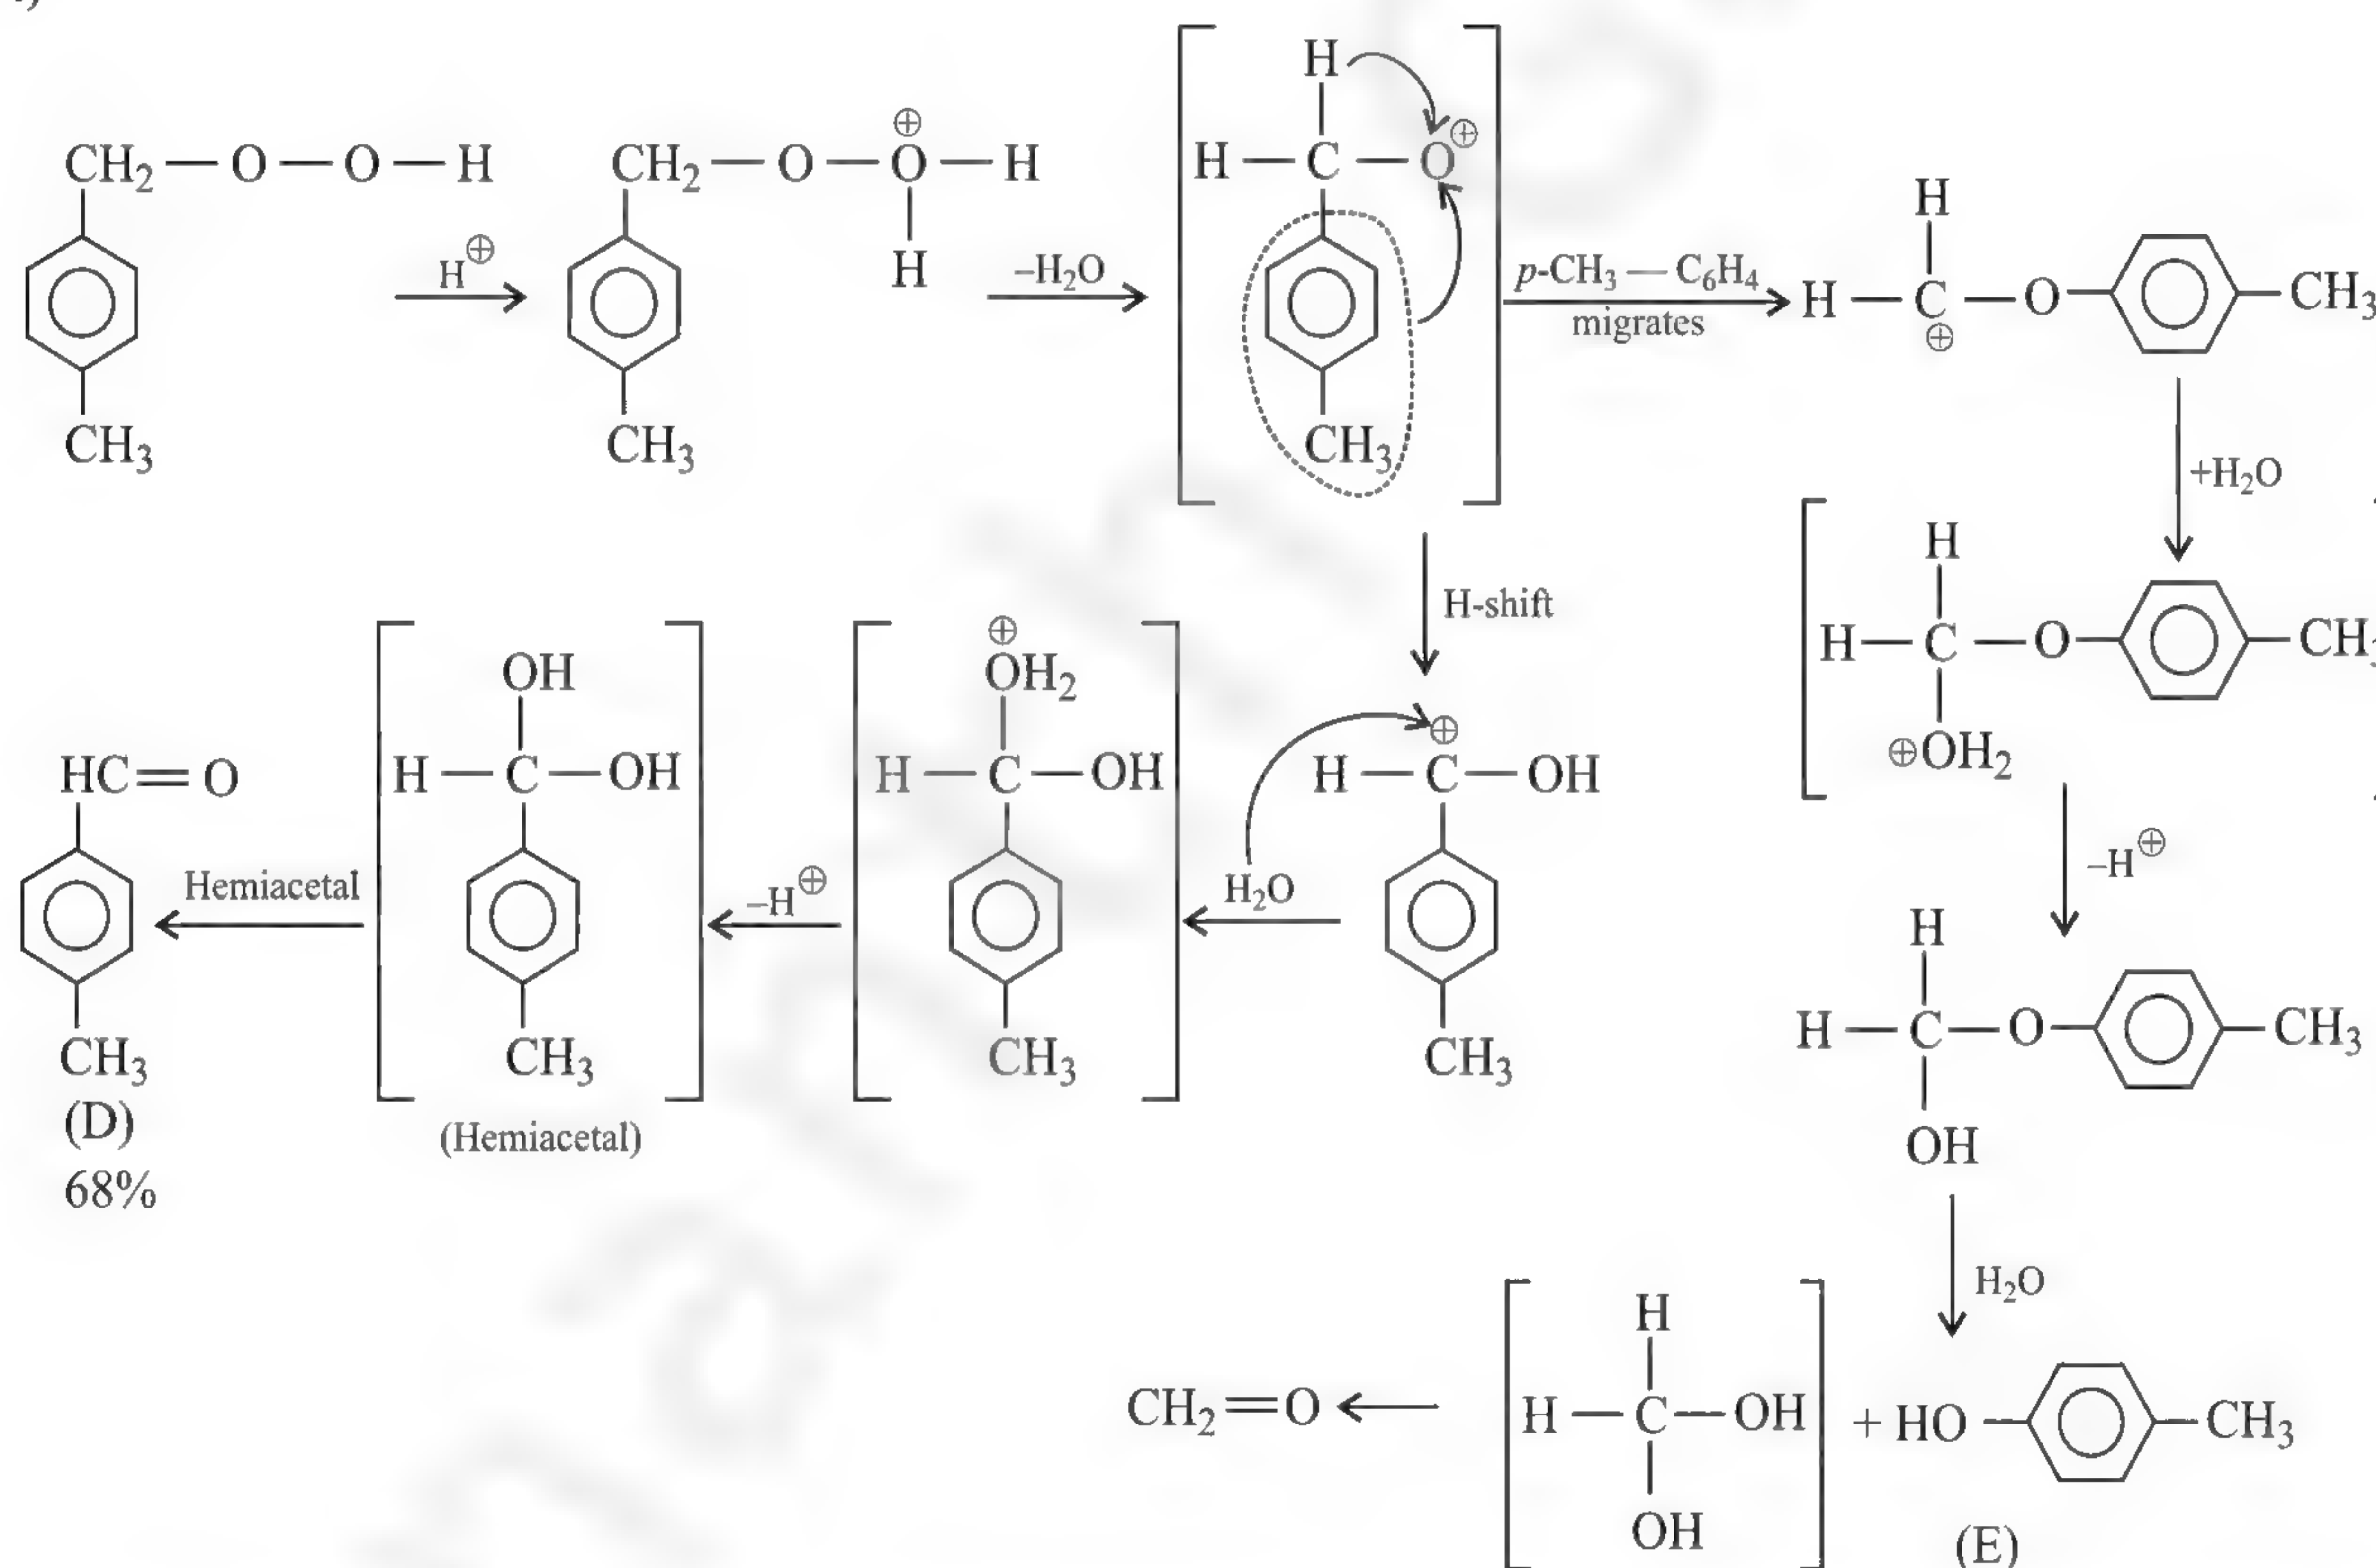 CH₂—O—O—H
CH₃
H⊕
CH₂—O—O—H
⊕
H
CH₃
–H₂O
H
H—C—O⊕
CH₃
p-CH₃—C₆H₄
migrates
H
H—C—O—
⊕
CH₃
+H₂O
H
H—C—O—
⊕OH₂
–H⊕
H
H—C—O—
CH₃
OH
H₂O
H-shift
⊕
H—C—OH
CH₃
H₂O
⊕
OH₂
H—C—OH
CH₃
–H⊕
OH
H—C—OH
CH₃
(Hemiacetal)
Hemiacetal
HC=O
CH₃
(D)
68%
CH₂=O
H
H—C—OH
OH
+ HO
CH₃
(E)